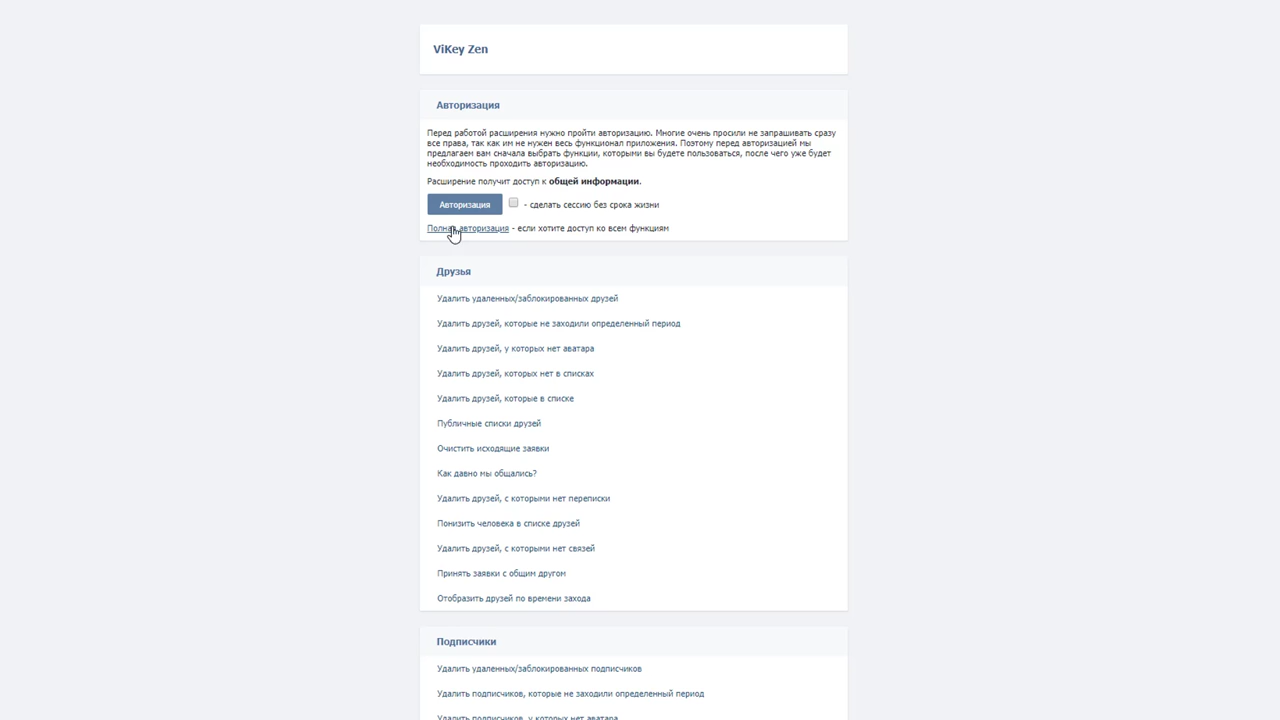 ViKey Zen
Авторизация
Перед работой расширения нужно пройти авторизацию. Многие очень просили не запрашивать сразу
все права, так как им не нужен весь функционал приложения. Поэтому перед авторизацией мы
предлагаем вам сначала выбрать функции, которыми вы будете пользоваться, после чего уже будет
необходимость проходить авторизацию.
Расширение получит доступ к общей информации.
Авторизация - сделать сессию без срока жизни
Полная авторизация - если хотите доступ ко всем функциям
Друзья
Удалить удаленных/заблокированных друзей
Удалить друзей, которые не заходили определенный период
Удалить друзей, у которых нет аватара
Удалить друзей, которых нет в списках
Удалить друзей, которые в списке
Публичные списки друзей
Очистить исходящие заявки
Как давно мы общались?
Удалить друзей, с которыми нет переписки
Понизить человека в списке друзей
Удалить друзей, с которыми нет связей
Принять заявки с общим другом
Отобразить друзей по времени захода
Подписчики
Удалить удаленных/заблокированных подписчиков
Удалить подписчиков, которые не заходили определенный период
Удалить подписчиков, у которых нет аватара